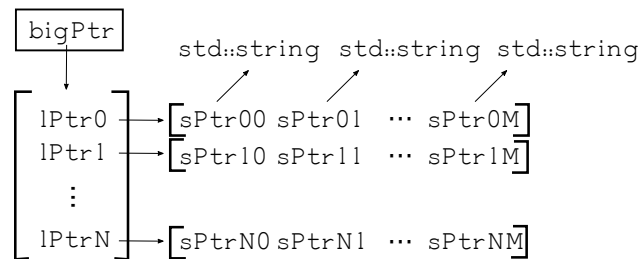 bigPtr
std::string std::string std::string
lPtr0 sPtr00 sPtr01 ... sPtr0M
lPtr1 sPtr10 sPtr11 ... sPtr1M
⋮
lPtrN sPtrN0 sPtrN1 ... sPtrNM